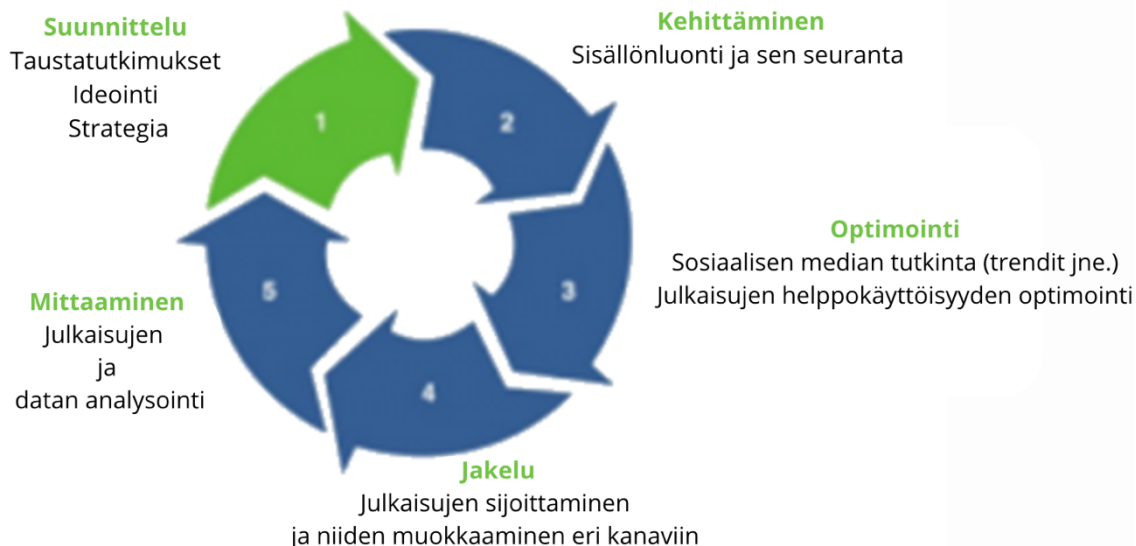 Suunnittelu
Taustatutkimukset
Ideointi
Strategia
1
Kehittäminen
Sisällönluonti ja sen seuranta
2
Optimointi
Sosiaalisen median tutkinta (trendit jne.)
Julkaisujen helppokäyttöisyyden optimointi
3
Jakelu
Julkaisujen sijoittaminen
ja niiden muokkaaminen eri kanaviin
4
Mittaaminen
Julkaisujen
ja
datan analysointi
5